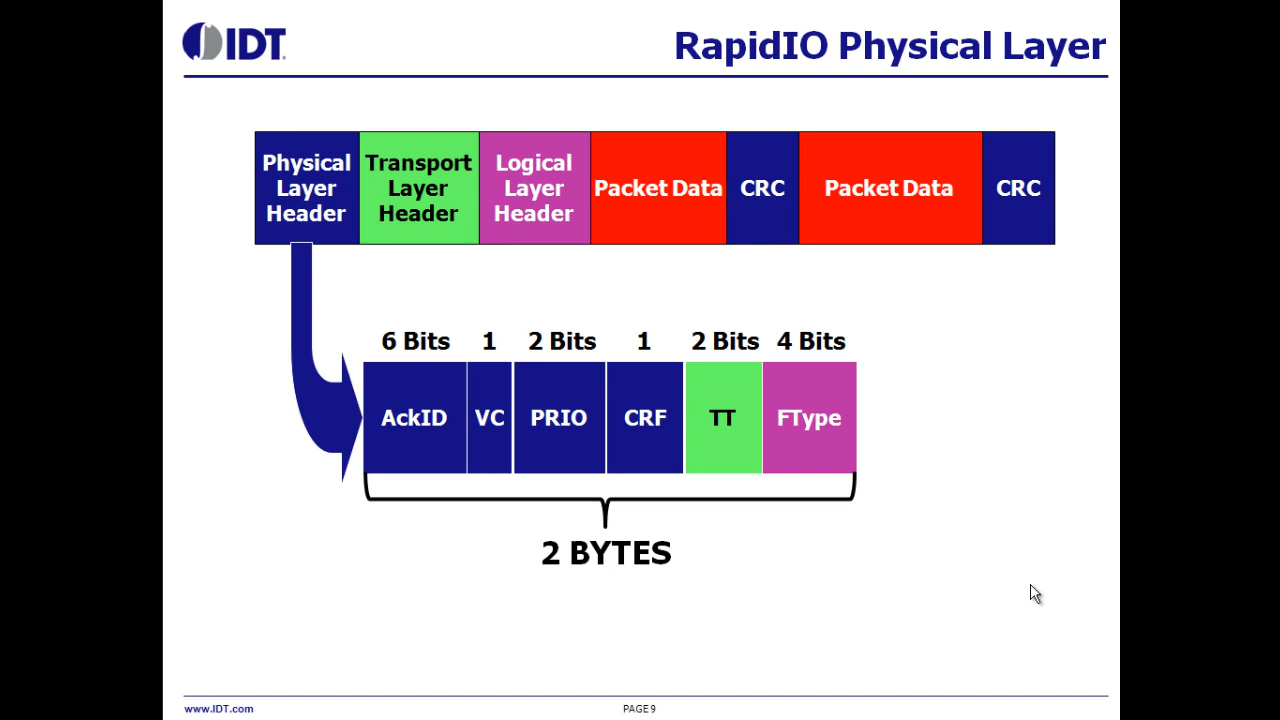 IDT
RapidIO Physical Layer
Physical
Layer
Header
Transport
Layer
Header
Logical
Layer
Header
Packet Data
CRC
Packet Data
CRC
6 Bits 1 2 Bits 1 2 Bits 4 Bits
AckID VC PRIO CRF TT FType
2 BYTES
www.IDT.com PAGE 9